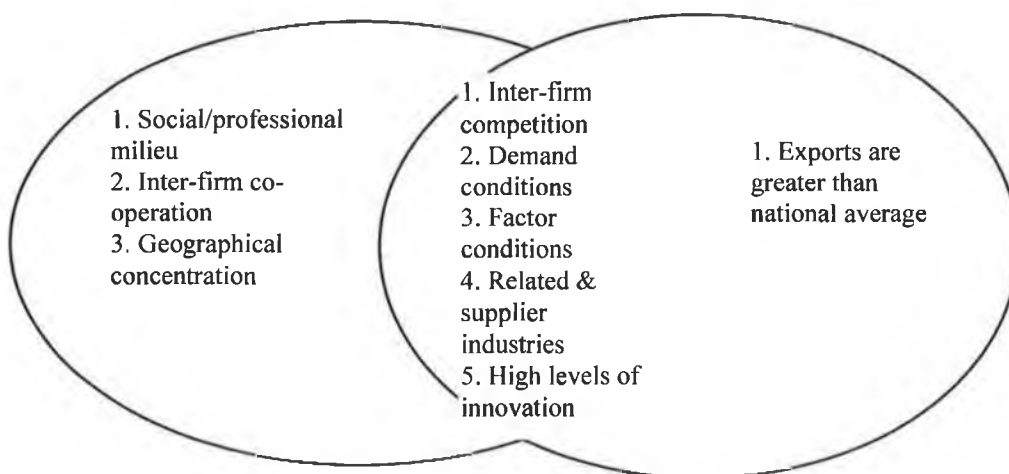 1. Social/professional
milieu
2. Inter-firm co-
operation
3. Geographical
concentration
1. Inter-firm
competition
2. Demand
conditions
3. Factor
conditions
4. Related &
supplier
industries
5. High levels of
innovation
1. Exports are
greater than
national average